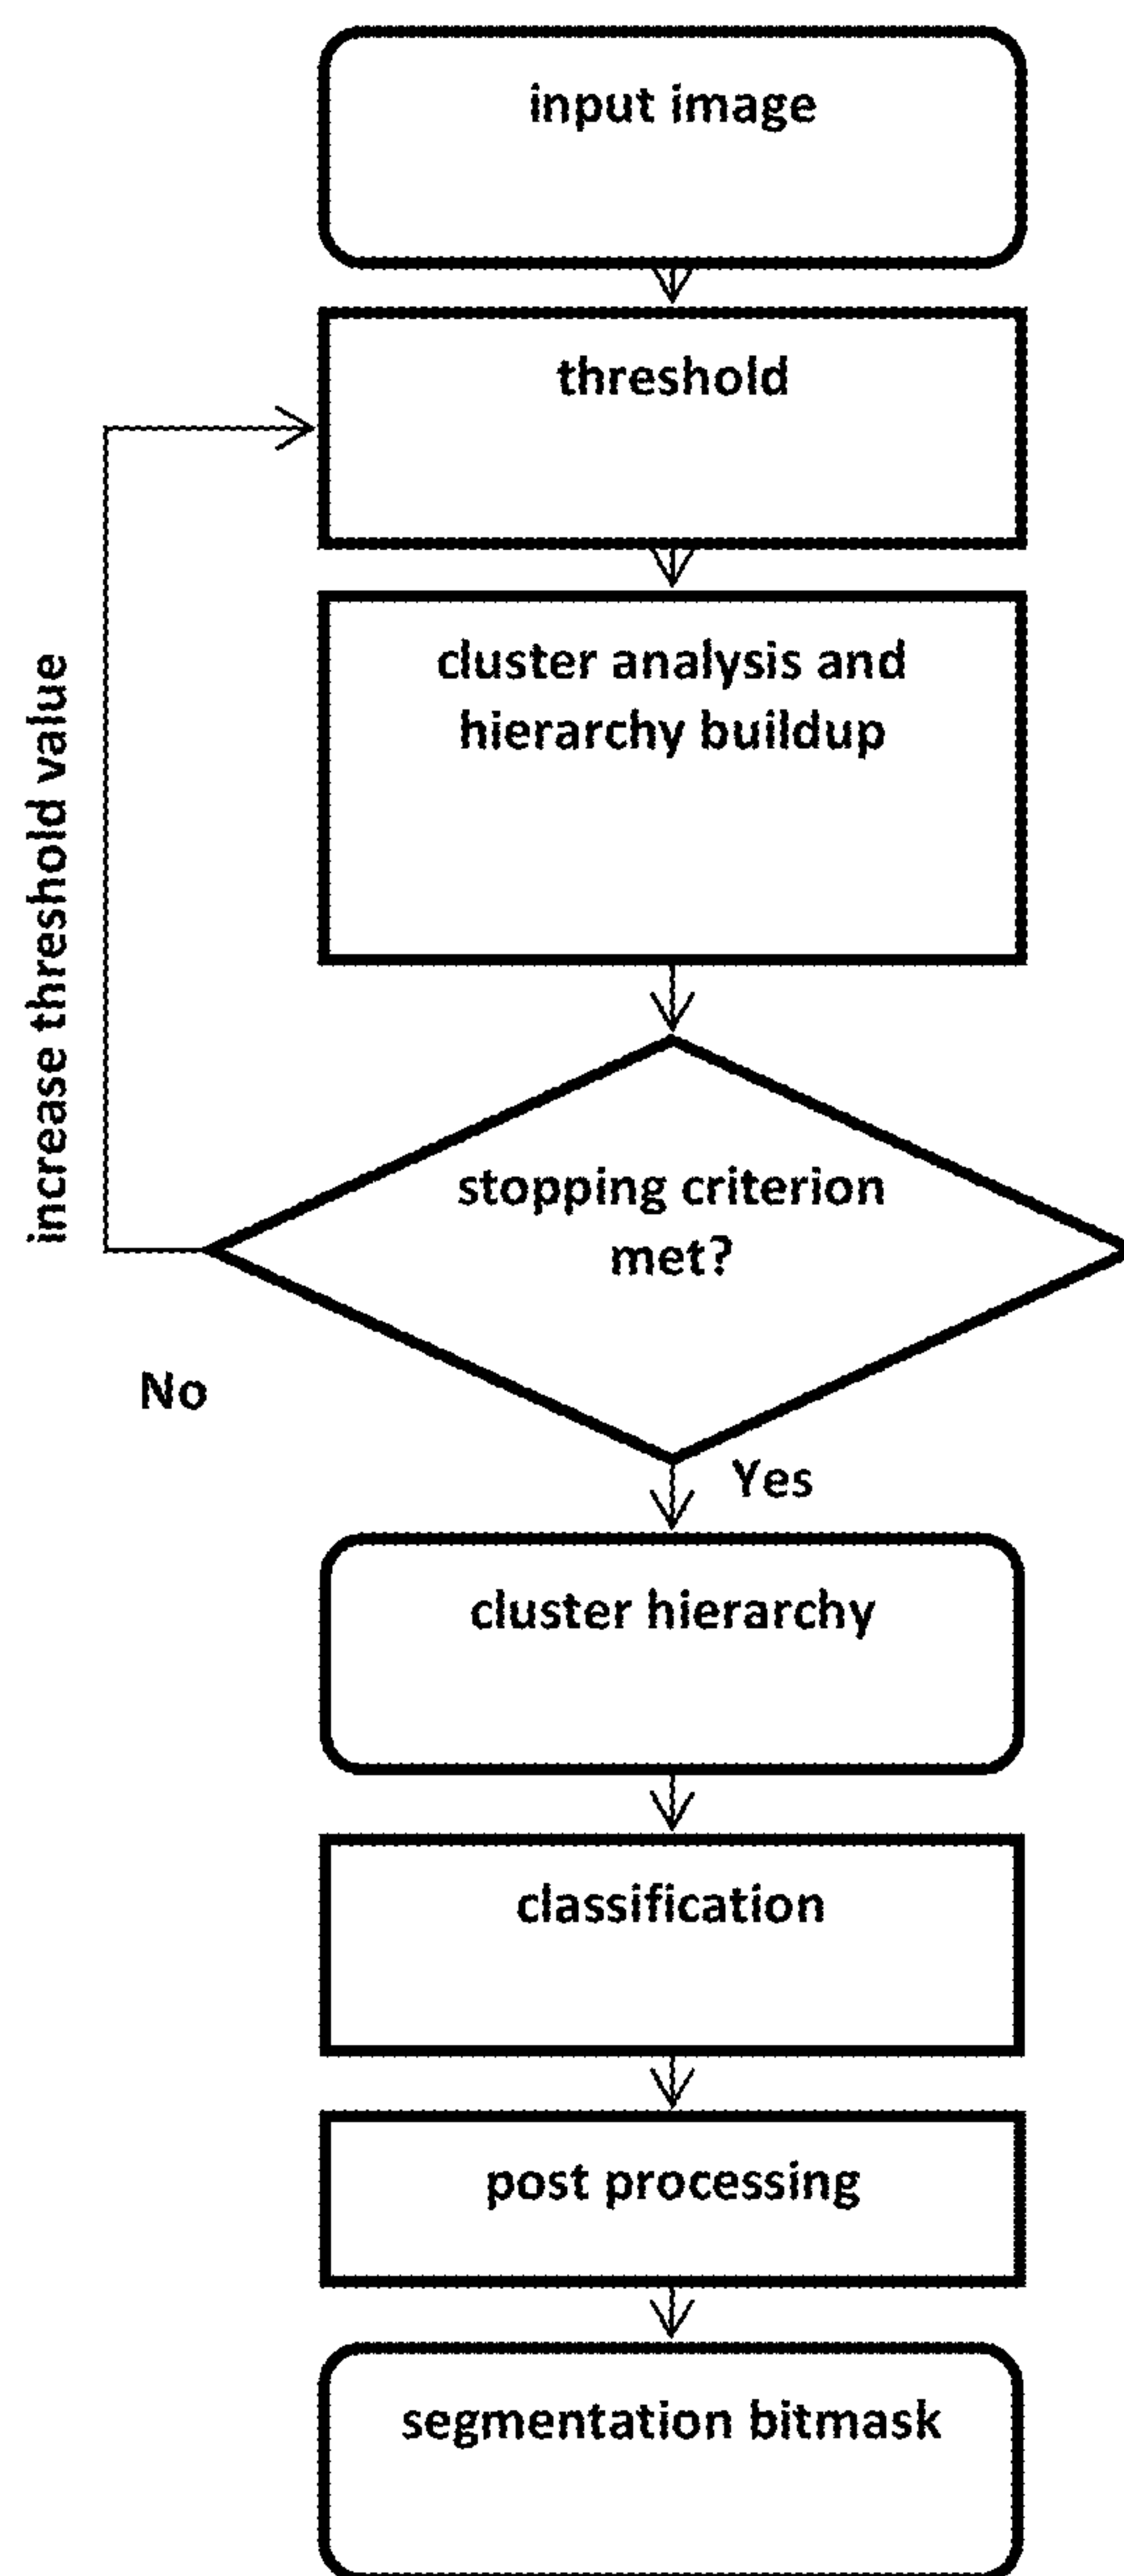 input image
threshold
cluster analysis and
hierarchy buildup
increase threshold value
stopping criterion
met?
No
Yes
cluster hierarchy
classification
post processing
segmentation bitmask